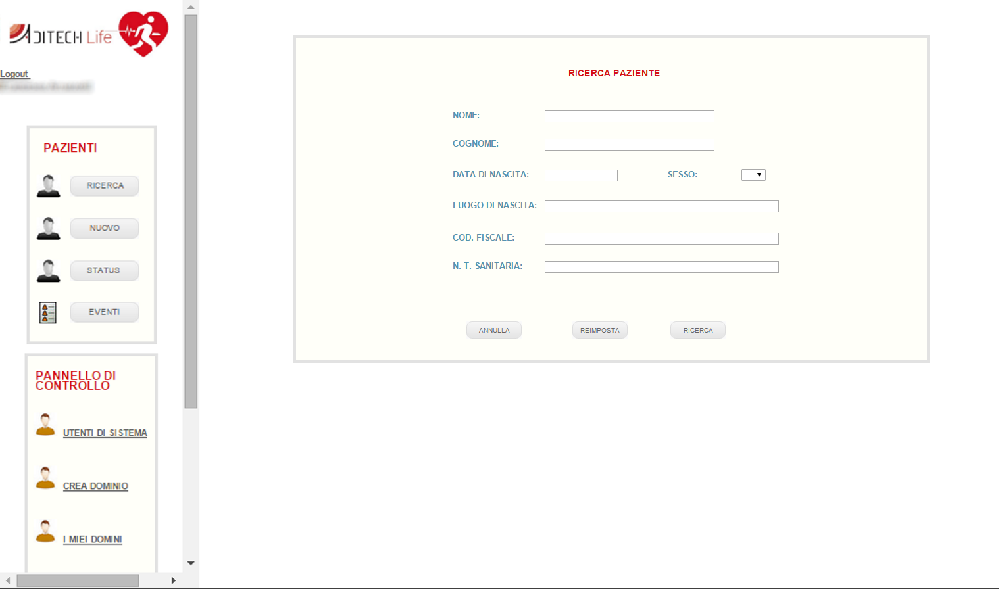 ADITECH Life
Logout
PAZIENTI
RICERCA
NUOVO
STATUS
EVENTI
PANNELLO DI
CONTROLLO
UTENTI DI SISTEMA
CREA DOMINIO
I MIEI DOMINI
RICERCA PAZIENTE
NOME:
COGNOME:
DATA DI NASCITA: SESSO:
LUOGO DI NASCITA:
COD. FISCALE:
N. T. SANITARIA:
ANNULLA REIMPOSTA RICERCA